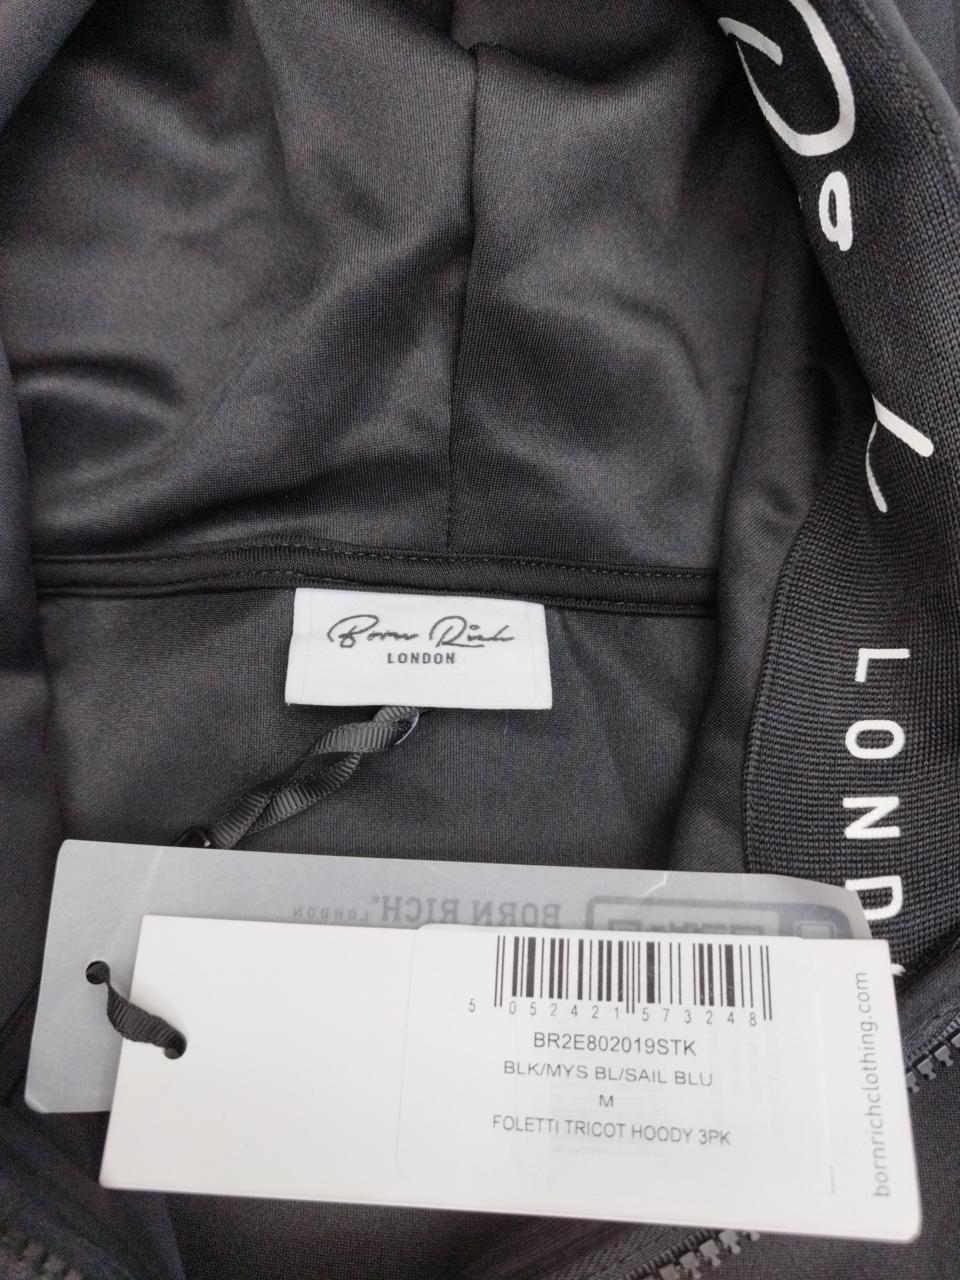 Born Rich
LONDON
LOND
BORN RICH
LONDON
5 052421 573248
BR2E802019STK
BLK/MYS BL/SAIL BLU
M
FOLETTI TRICOT HOODY 3PK
bornrichclothing.com